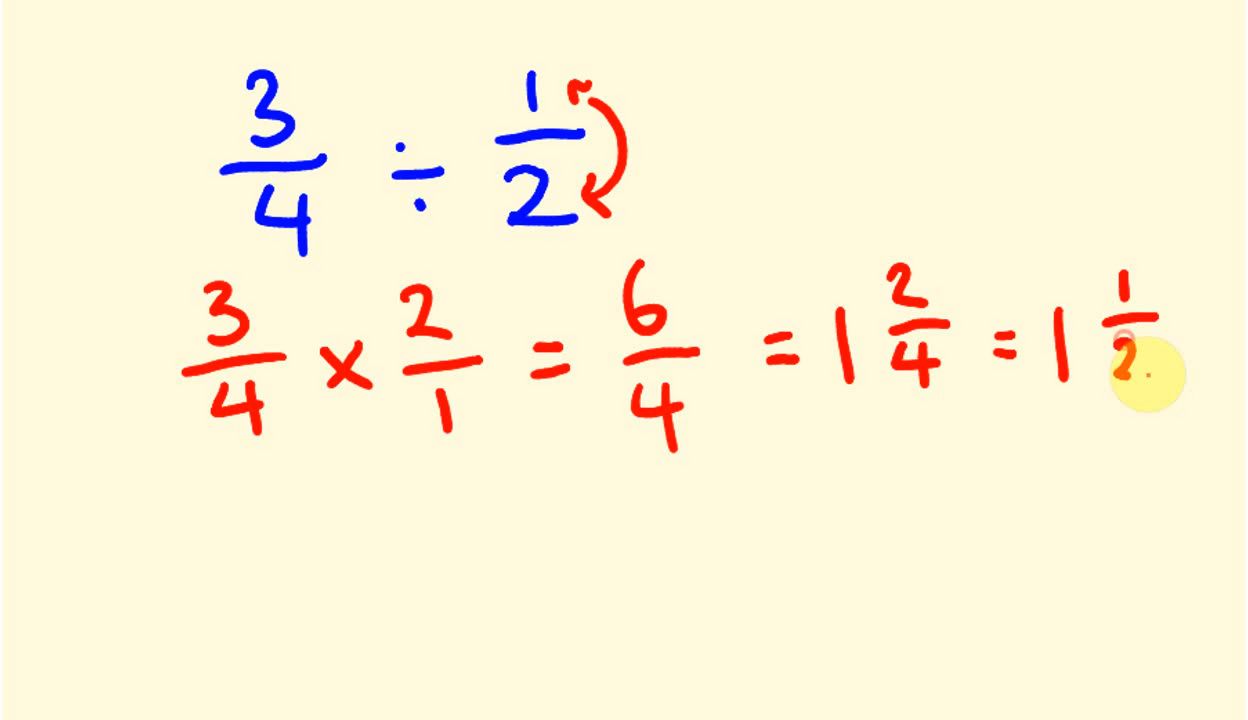 3/4 ÷ 1/2
3/4 × 2/1 = 6/4 = 1 2/4 = 1 1/2